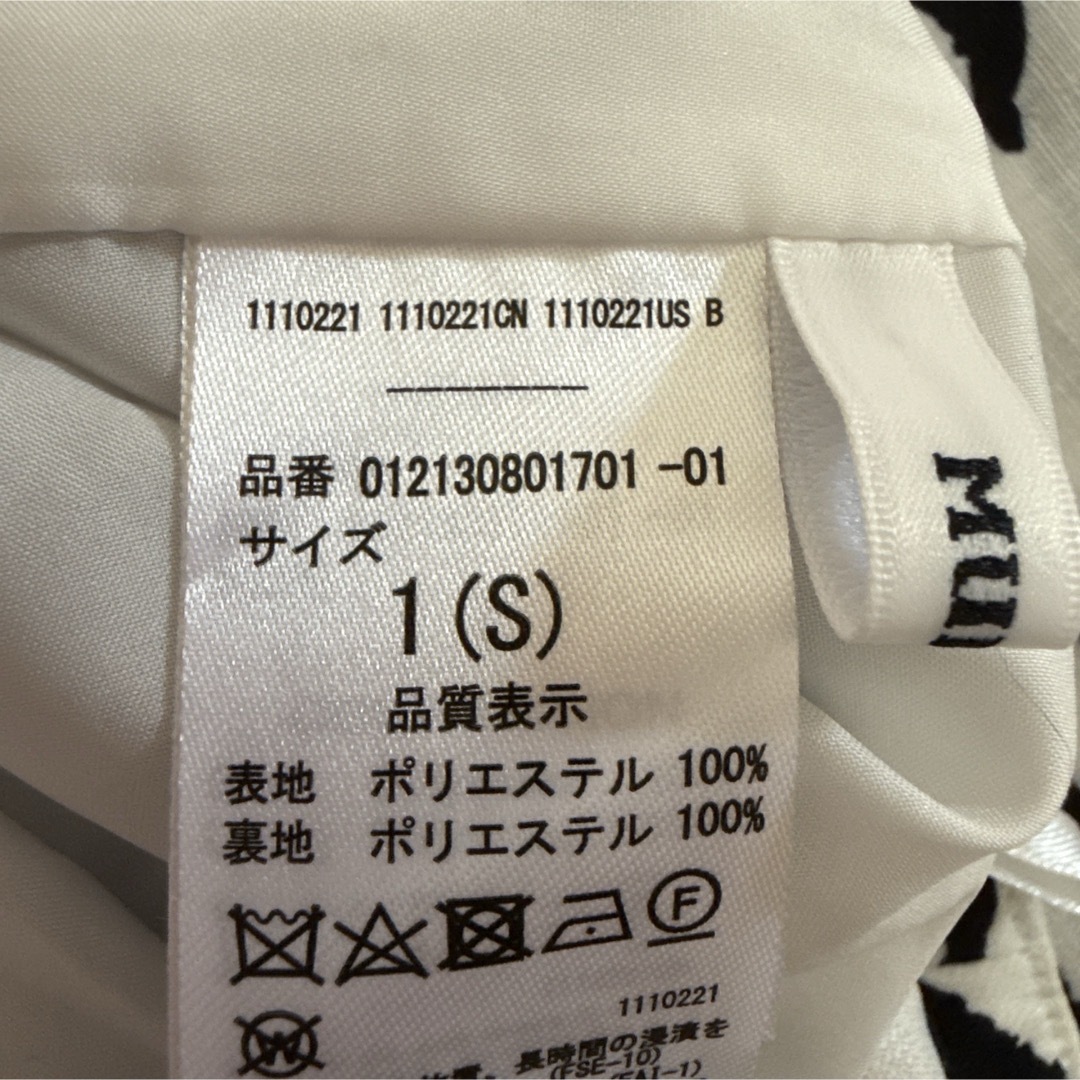 1110221 1110221CN 1110221US B
品番 012130801701 -01
サイズ
1(S)
品質表示
表地 ポリエステル 100%
裏地 ポリエステル 100%
F
1110221
W
長時間の浸漬を
(FSE-10)
MU